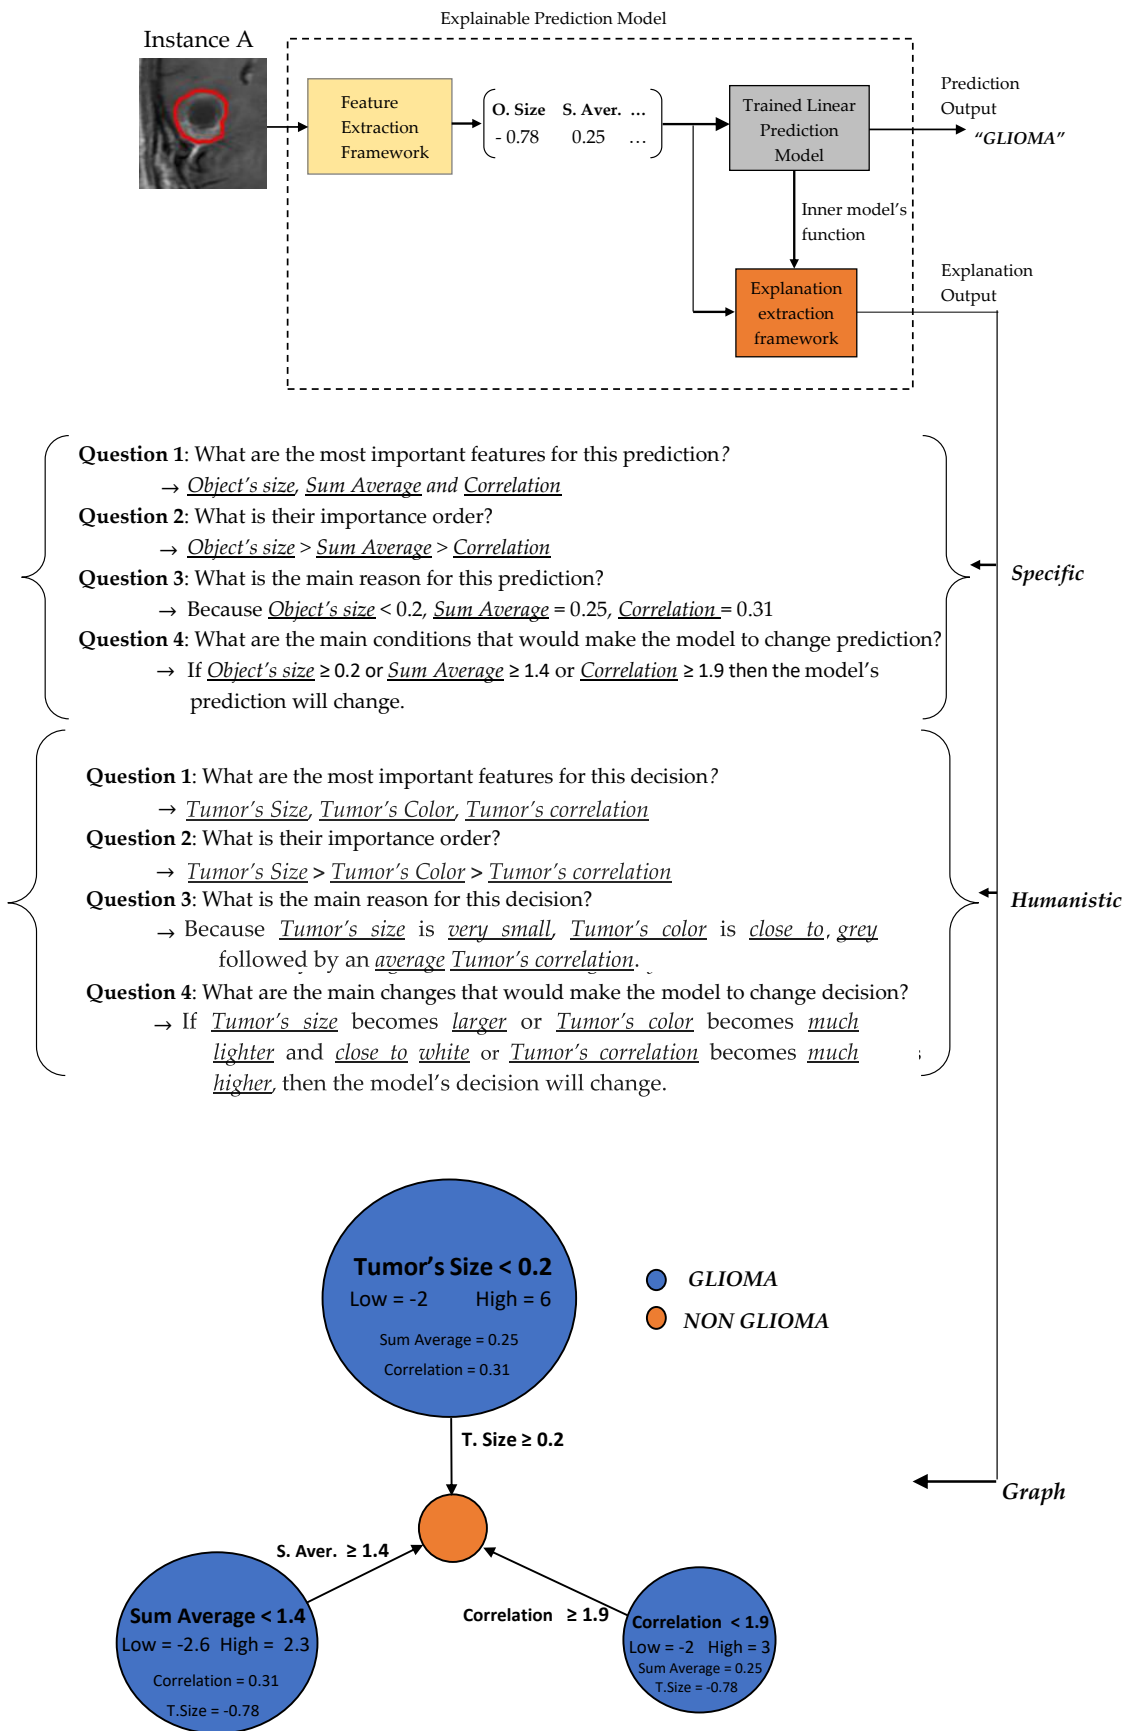 Explainable Prediction Model
Instance A
Feature
Extraction
Framework
O. Size S. Aver. ...
- 0.78 0.25 ...
Trained Linear
Prediction
Model
Prediction
Output
“GLIOMA”
Inner model’s
function
Explanation
extraction
framework
Explanation
Output
Question 1: What are the most important features for this prediction?
→ Object’s size, Sum Average and Correlation
Question 2: What is their importance order?
→ Object’s size > Sum Average > Correlation
Question 3: What is the main reason for this prediction?
→ Because Object’s size < 0.2, Sum Average = 0.25, Correlation = 0.31
Question 4: What are the main conditions that would make the model to change prediction?
→ If Object’s size ≥ 0.2 or Sum Average ≥ 1.4 or Correlation ≥ 1.9 then the model’s
prediction will change.
Specific
Question 1: What are the most important features for this decision?
→ Tumor’s Size, Tumor’s Color, Tumor’s correlation
Question 2: What is their importance order?
→ Tumor’s Size > Tumor’s Color > Tumor’s correlation
Question 3: What is the main reason for this decision?
→ Because Tumor’s size is very small, Tumor’s color is close to, grey
followed by an average Tumor’s correlation.
Question 4: What are the main changes that would make the model to change decision?
→ If Tumor’s size becomes larger or Tumor’s color becomes much
lighter and close to white or Tumor’s correlation becomes much
higher, then the model’s decision will change.
Humanistic
Tumor’s Size < 0.2
Low = -2 High = 6
Sum Average = 0.25
Correlation = 0.31
GLIOMA
NON GLIOMA
T. Size ≥ 0.2
Graph
S. Aver. ≥ 1.4
Correlation ≥ 1.9
Sum Average < 1.4
Low = -2.6 High = 2.3
Correlation = 0.31
T.Size = -0.78
Correlation < 1.9
Low = -2 High = 3
Sum Average = 0.25
T.Size = -0.78